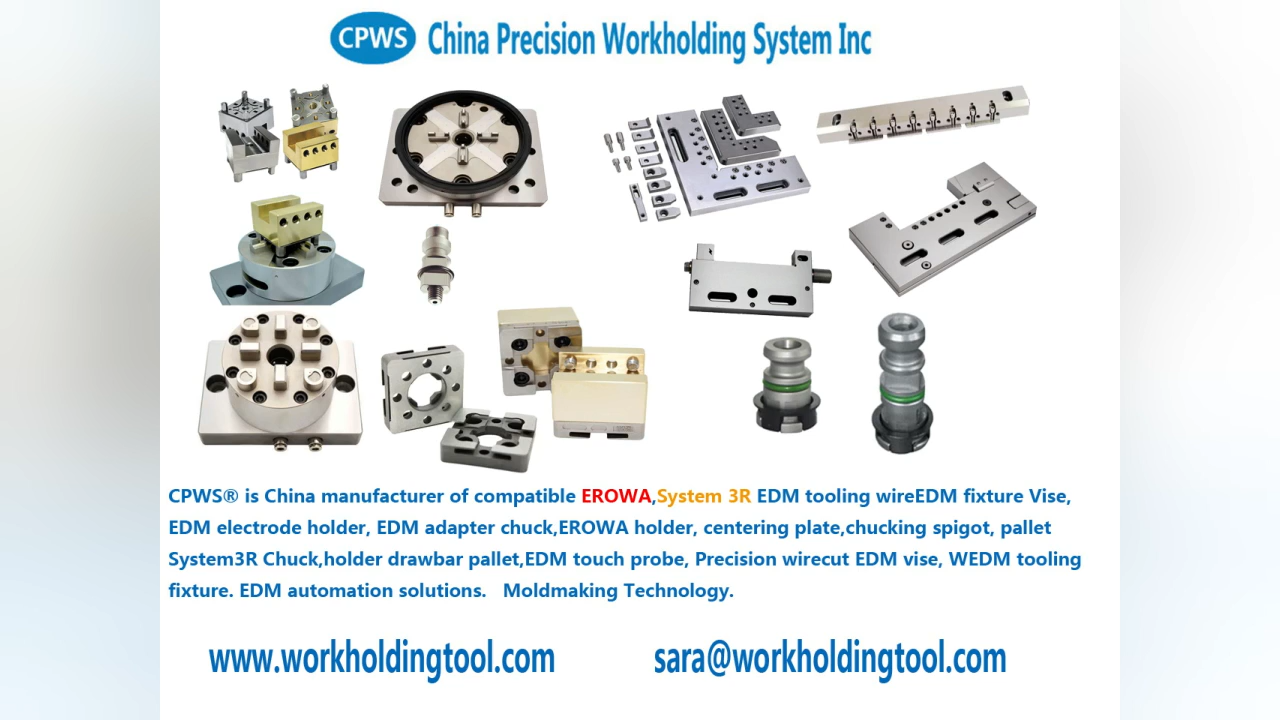 CPWS China Precision Workholding System Inc
CPWS® is China manufacturer of compatible EROWA,System 3R EDM tooling wireEDM fixture Vise,
EDM electrode holder, EDM adapter chuck,EROWA holder, centering plate,chucking spigot, pallet
System3R Chuck,holder drawbar pallet,EDM touch probe, Precision wirecut EDM vise, WEDM tooling
fixture. EDM automation solutions.   Moldmaking Technology.
www.workholdingtool.com sara@workholdingtool.com